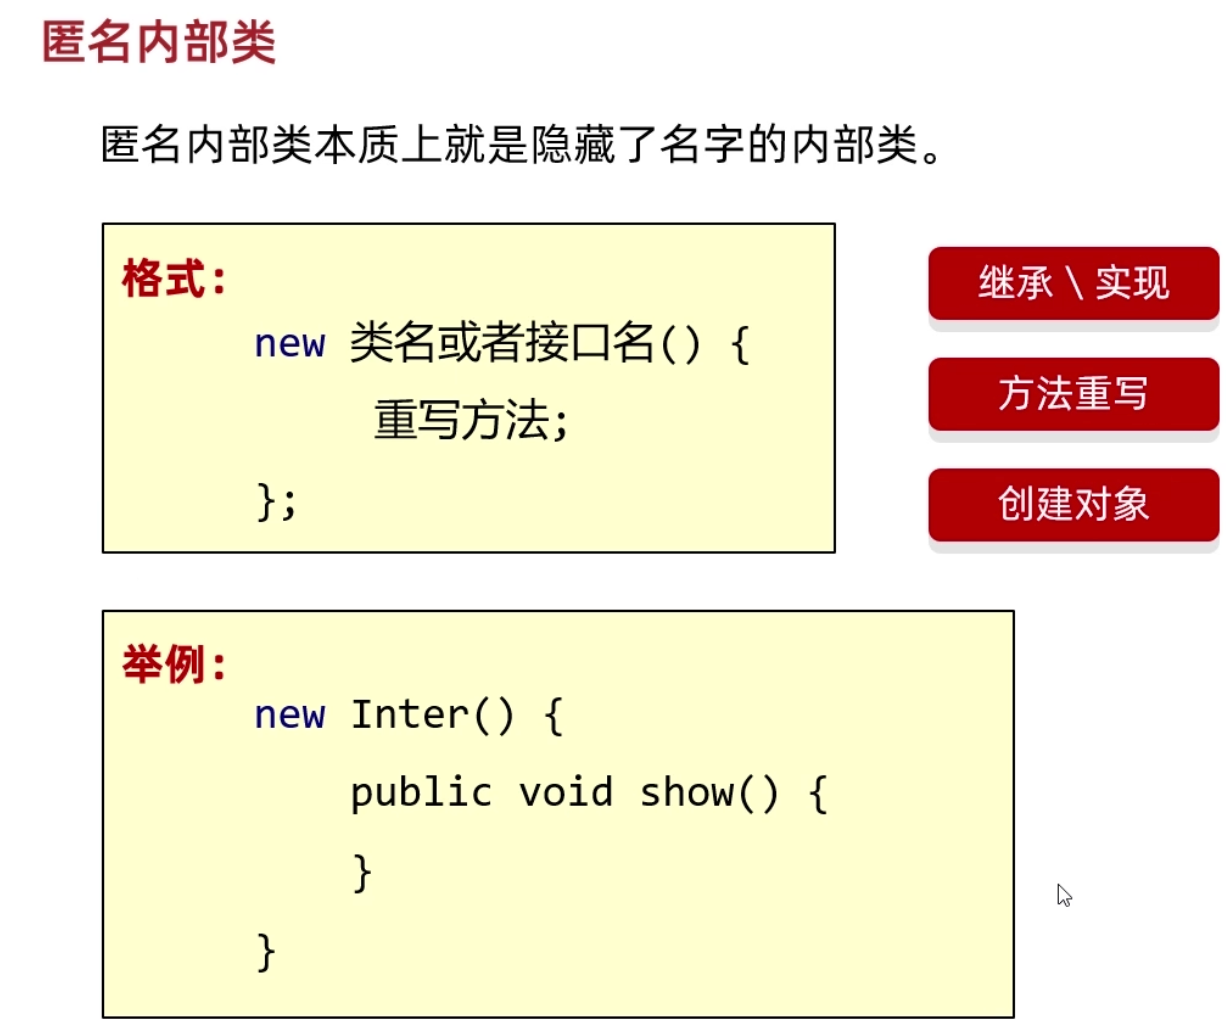 匿名内部类
匿名内部类本质上就是隐藏了名字的内部类。
格式：
new 类名或者接口名() {
重写方法;
};
继承 \ 实现
方法重写
创建对象
举例：
new Inter() {
public void show() {
}
}